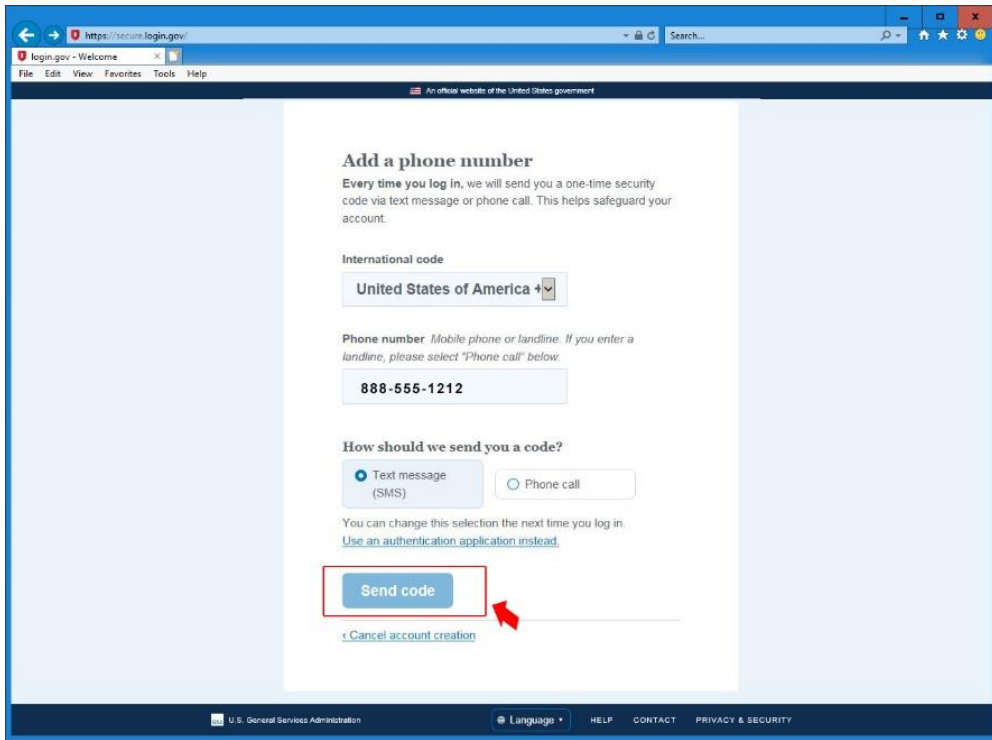 https://secure.login.gov/
Search...
login.gov - Welcome
File Edit View Favorites Tools Help
An official website of the United States government
Add a phone number
Every time you log in, we will send you a one-time security
code via text message or phone call. This helps safeguard your
account.
International code
United States of America +
Phone number Mobile phone or landline. If you enter a
landline, please select "Phone call" below.
888-555-1212
How should we send you a code?
Text message
(SMS)
Phone call
You can change this selection the next time you log in.
Use an authentication application instead.
Send code
‹ Cancel account creation
GSA U.S. General Services Administration
Language
HELP CONTACT PRIVACY & SECURITY